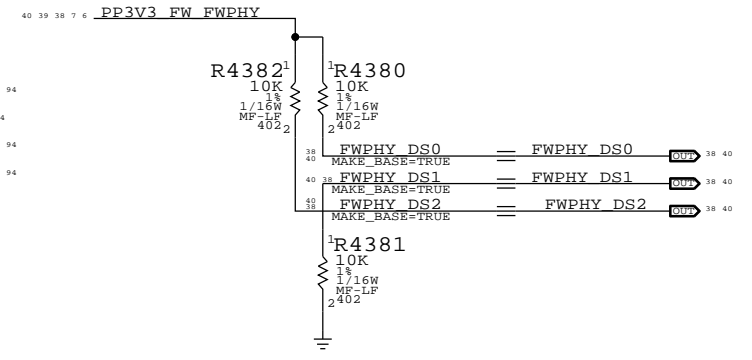 40 39 38 7 6 PP3V3_FW_FWPHY
R4382 1
10K
1%
1/16W
MF-LF
402 2
1 R4380
10K
1%
1/16W
MF-LF
2 402
94
4
94
94
38 40 FWPHY_DS0 FWPHY_DS0 OUT 38 40
MAKE_BASE=TRUE
40 38 FWPHY_DS1 FWPHY_DS1 OUT 38 40
MAKE_BASE=TRUE
40 38 FWPHY_DS2 FWPHY_DS2 OUT 38 40
MAKE_BASE=TRUE
1 R4381
10K
1%
1/16W
MF-LF
2 402